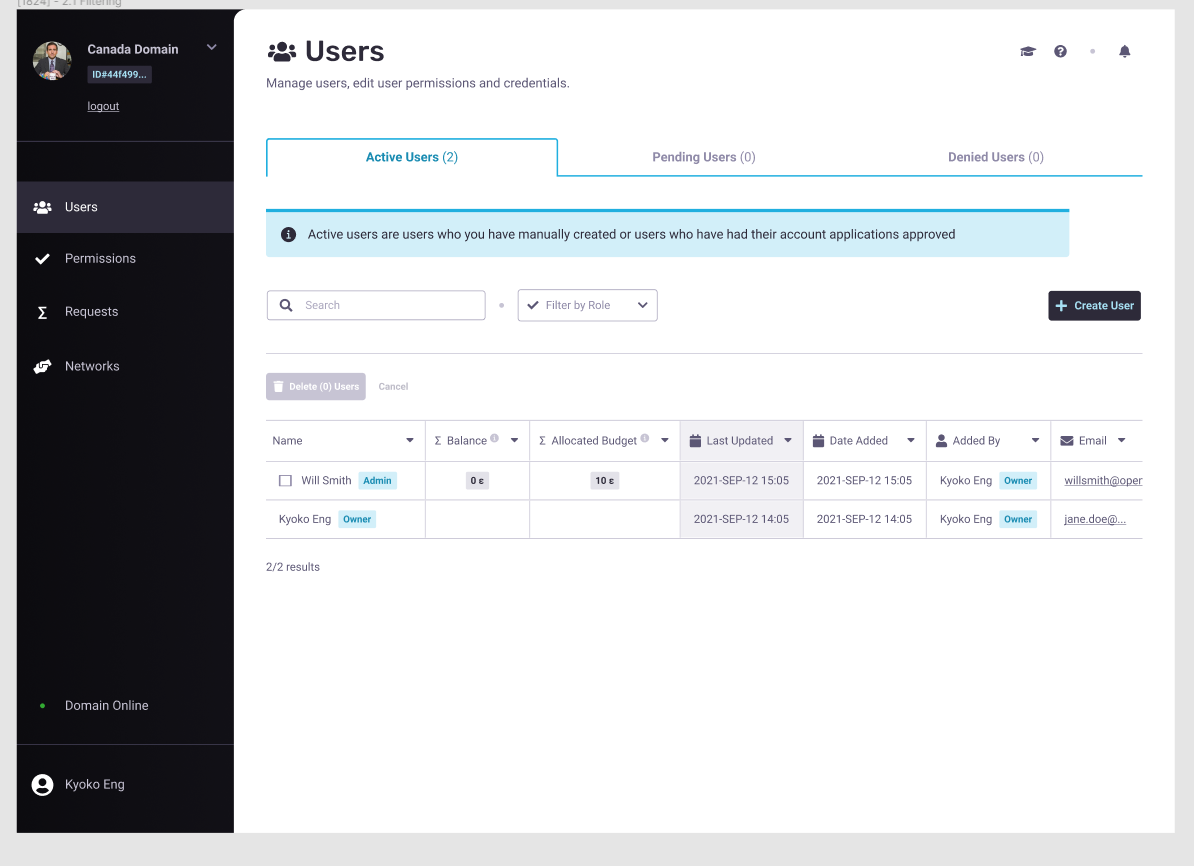 [1824] - 2.1 Filtering
Canada Domain
ID#44f499...
logout
Users
Permissions
Requests
Networks
Domain Online
Kyoko Eng
Users
Manage users, edit user permissions and credentials.
Active Users (2) Pending Users (0) Denied Users (0)
Active users are users who you have manually created or users who have had their account applications approved
Search Filter by Role Create User
Delete (0) Users Cancel
Name Σ Balance Σ Allocated Budget Last Updated Date Added Added By Email
Will Smith Admin 0 ε 10 ε 2021-SEP-12 15:05 2021-SEP-12 15:05 Kyoko Eng Owner willsmith@oper
Kyoko Eng Owner 2021-SEP-12 14:05 2021-SEP-12 14:05 Kyoko Eng Owner jane.doe@...
2/2 results